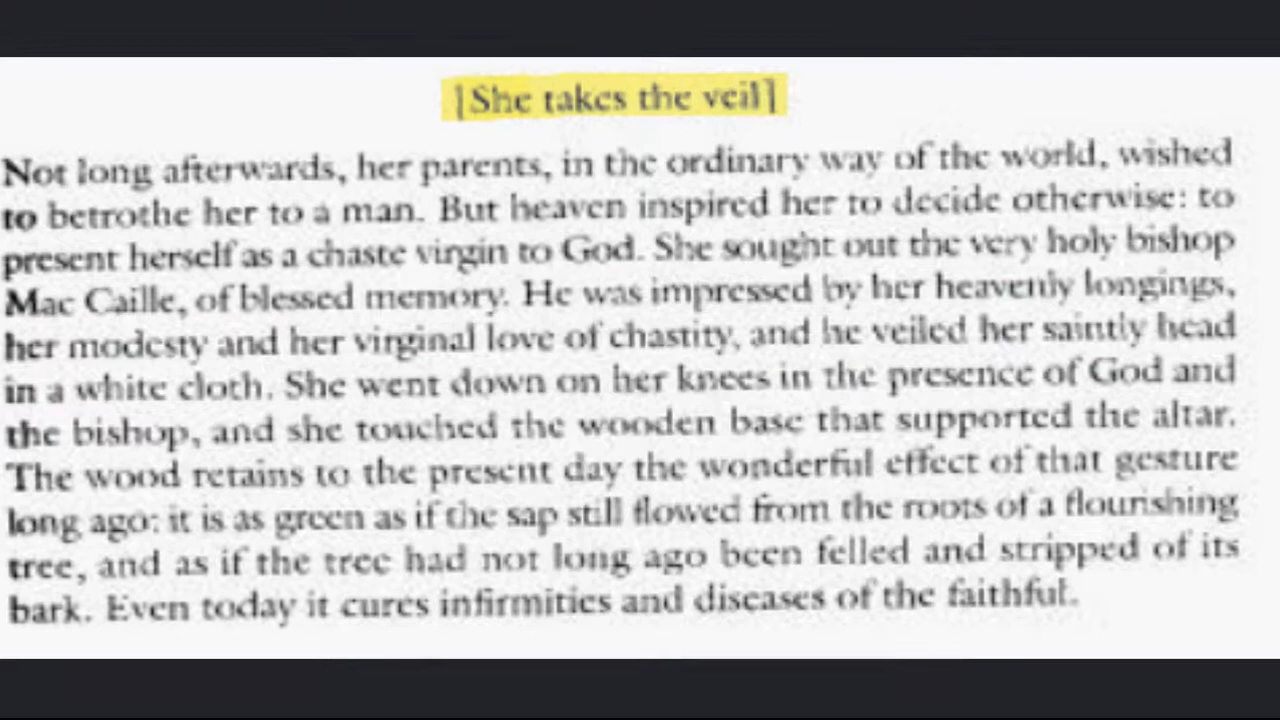 [She takes the veil]
Not long afterwards, her parents, in the ordinary way of the world, wished
to betrothe her to a man. But heaven inspired her to decide otherwise: to
present herself as a chaste virgin to God. She sought out the very holy bishop
Mac Caille, of blessed memory. He was impressed by her heavenly longings,
her modesty and her virginal love of chastity, and he veiled her saintly head
in a white cloth. She went down on her knees in the presence of God and
the bishop, and she touched the wooden base that supported the altar.
The wood retains to the present day the wonderful effect of that gesture
long ago: it is as green as if the sap still flowed from the roots of a flourishing
tree, and as if the tree had not long ago been felled and stripped of its
bark. Even today it cures infirmities and diseases of the faithful.